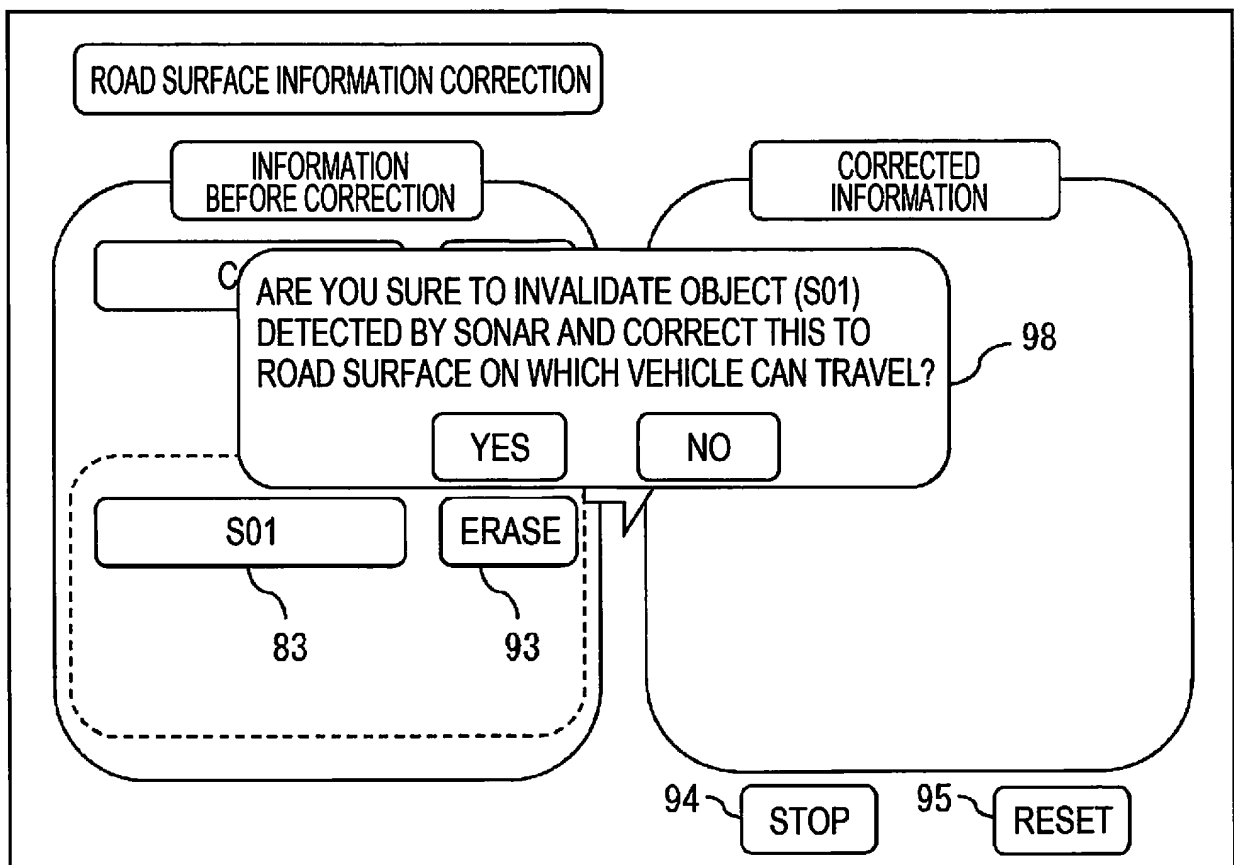 ROAD SURFACE INFORMATION CORRECTION
INFORMATION
BEFORE CORRECTION
CORRECTED
INFORMATION
C
ARE YOU SURE TO INVALIDATE OBJECT (S01)
DETECTED BY SONAR AND CORRECT THIS TO
ROAD SURFACE ON WHICH VEHICLE CAN TRAVEL?
98
YES NO
S01 ERASE
83 93
94 STOP 95 RESET